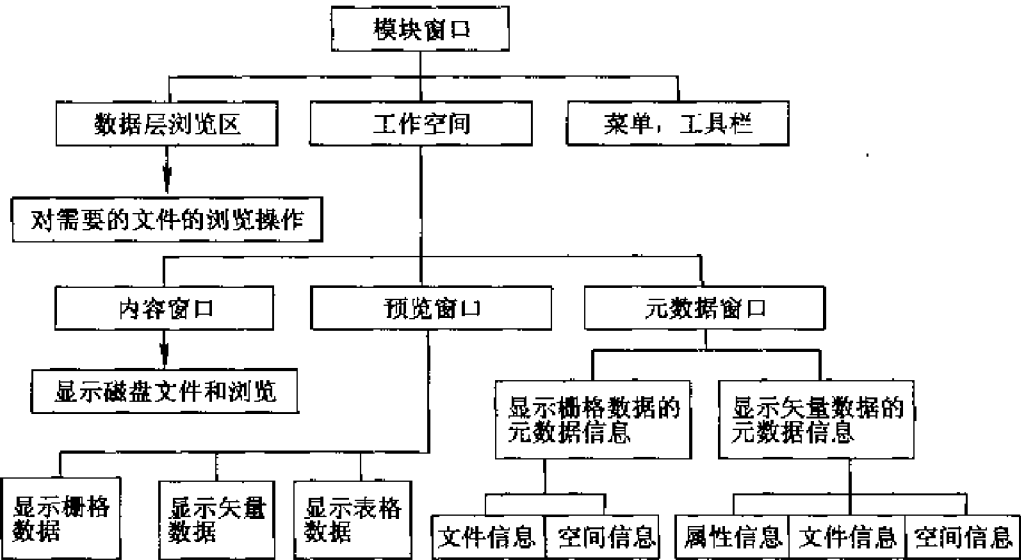 模块窗口
数据层浏览区
工作空间
菜单，工具栏
对需要的文件的浏览操作
内容窗口
预览窗口
元数据窗口
显示磁盘文件和浏览
显示栅格数据的
元数据信息
显示矢量数据的
元数据信息
显示栅格
数据
显示矢量
数据
显示表格
数据
文件信息
空间信息
属性信息
文件信息
空间信息